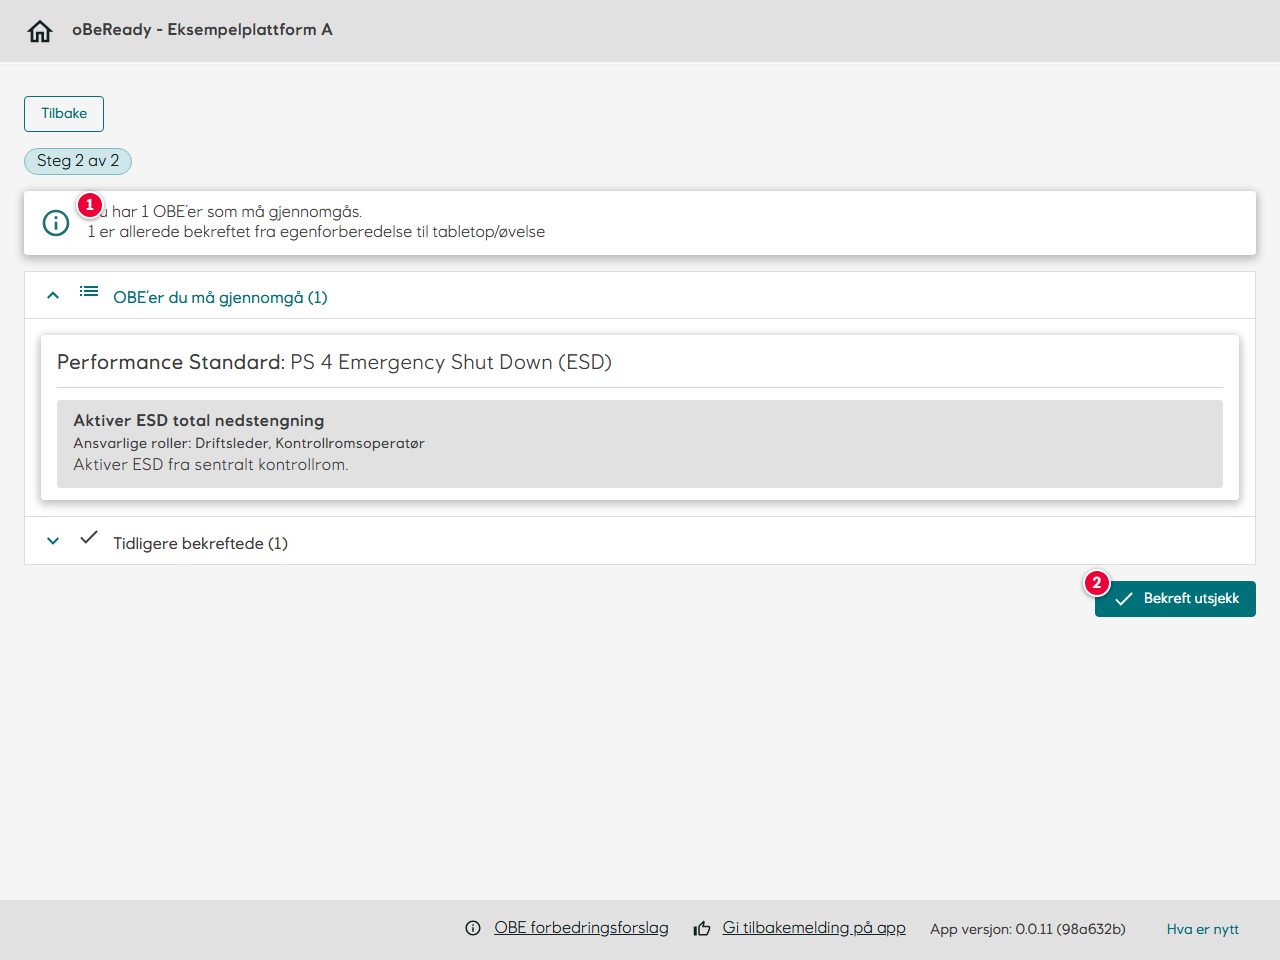 oBeReady - Eksempelplattform A
Tilbake
Steg 2 av 2
1
u har 1 OBE'er som må gjennomgås.
1 er allerede bekreftet fra egenforberedelse til tabletop/øvelse
OBE'er du må gjennomgå (1)
Performance Standard: PS 4 Emergency Shut Down (ESD)
Aktiver ESD total nedstengning
Ansvarlige roller: Driftsleder, Kontrollromsoperatør
Aktiver ESD fra sentralt kontrollrom.
Tidligere bekreftede (1)
2
Bekreft utsjekk
OBE forbedringsforslag
Gi tilbakemelding på app
App versjon: 0.0.11 (98a632b)
Hva er nytt